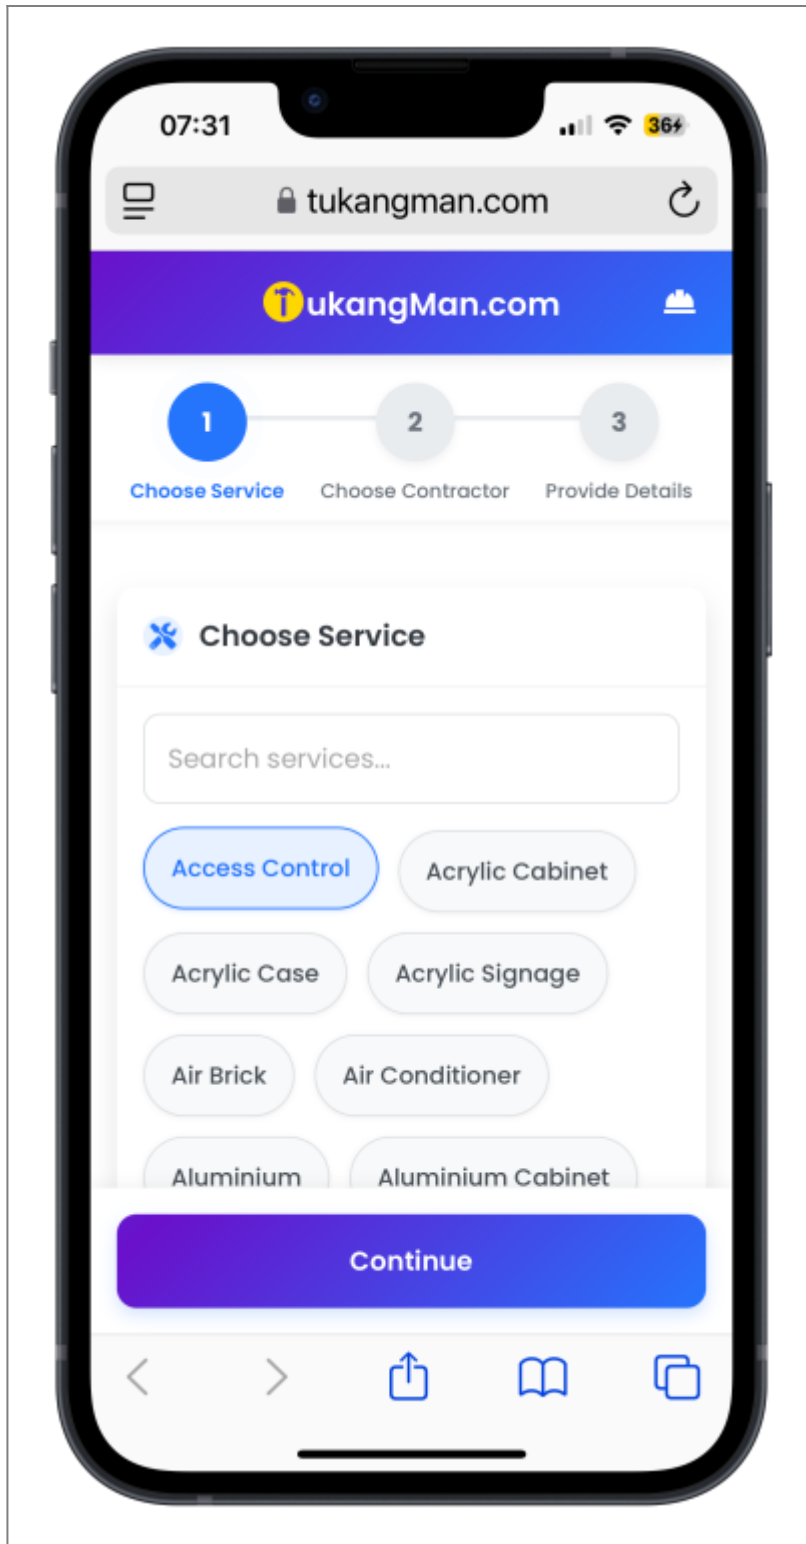 07:31
36
tukangman.com
TukangMan.com
1 2 3
Choose Service Choose Contractor Provide Details
Choose Service
Search services...
Access Control Acrylic Cabinet
Acrylic Case Acrylic Signage
Air Brick Air Conditioner
Aluminium Aluminium Cabinet
Continue